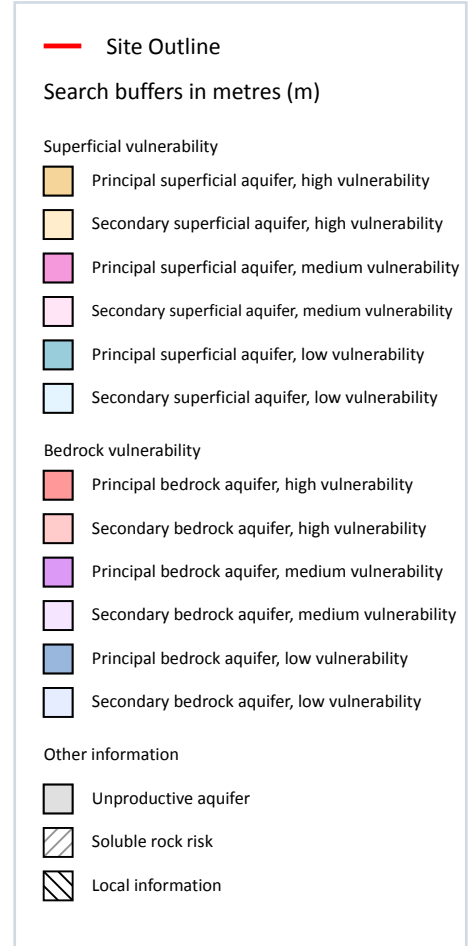 Site Outline
Search buffers in metres (m)
Superficial vulnerability
Principal superficial aquifer, high vulnerability
Secondary superficial aquifer, high vulnerability
Principal superficial aquifer, medium vulnerability
Secondary superficial aquifer, medium vulnerability
Principal superficial aquifer, low vulnerability
Secondary superficial aquifer, low vulnerability
Bedrock vulnerability
Principal bedrock aquifer, high vulnerability
Secondary bedrock aquifer, high vulnerability
Principal bedrock aquifer, medium vulnerability
Secondary bedrock aquifer, medium vulnerability
Principal bedrock aquifer, low vulnerability
Secondary bedrock aquifer, low vulnerability
Other information
Unproductive aquifer
Soluble rock risk
Local information